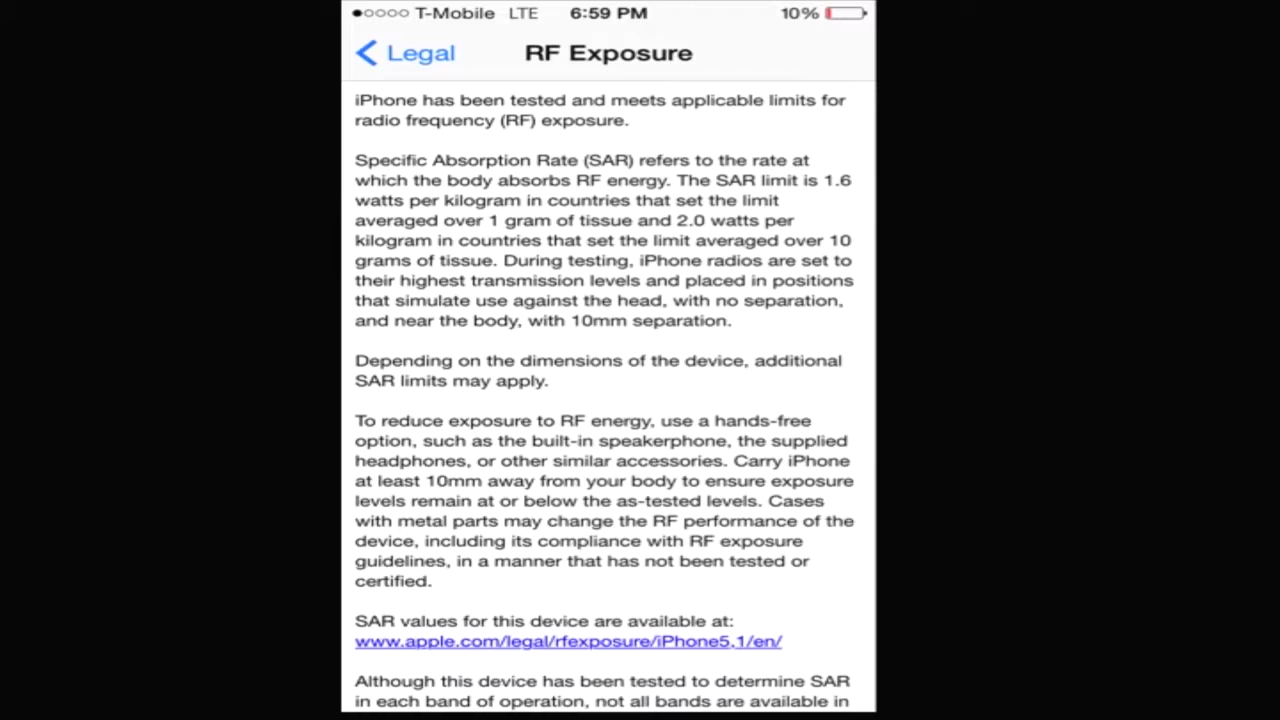 T-Mobile LTE 6:59 PM 10%
Legal RF Exposure
iPhone has been tested and meets applicable limits for
radio frequency (RF) exposure.
Specific Absorption Rate (SAR) refers to the rate at
which the body absorbs RF energy. The SAR limit is 1.6
watts per kilogram in countries that set the limit
averaged over 1 gram of tissue and 2.0 watts per
kilogram in countries that set the limit averaged over 10
grams of tissue. During testing, iPhone radios are set to
their highest transmission levels and placed in positions
that simulate use against the head, with no separation,
and near the body, with 10mm separation.
Depending on the dimensions of the device, additional
SAR limits may apply.
To reduce exposure to RF energy, use a hands-free
option, such as the built-in speakerphone, the supplied
headphones, or other similar accessories. Carry iPhone
at least 10mm away from your body to ensure exposure
levels remain at or below the as-tested levels. Cases
with metal parts may change the RF performance of the
device, including its compliance with RF exposure
guidelines, in a manner that has not been tested or
certified.
SAR values for this device are available at:
www.apple.com/legal/rfexposure/iPhone5,1/en/
Although this device has been tested to determine SAR
in each band of operation, not all bands are available in